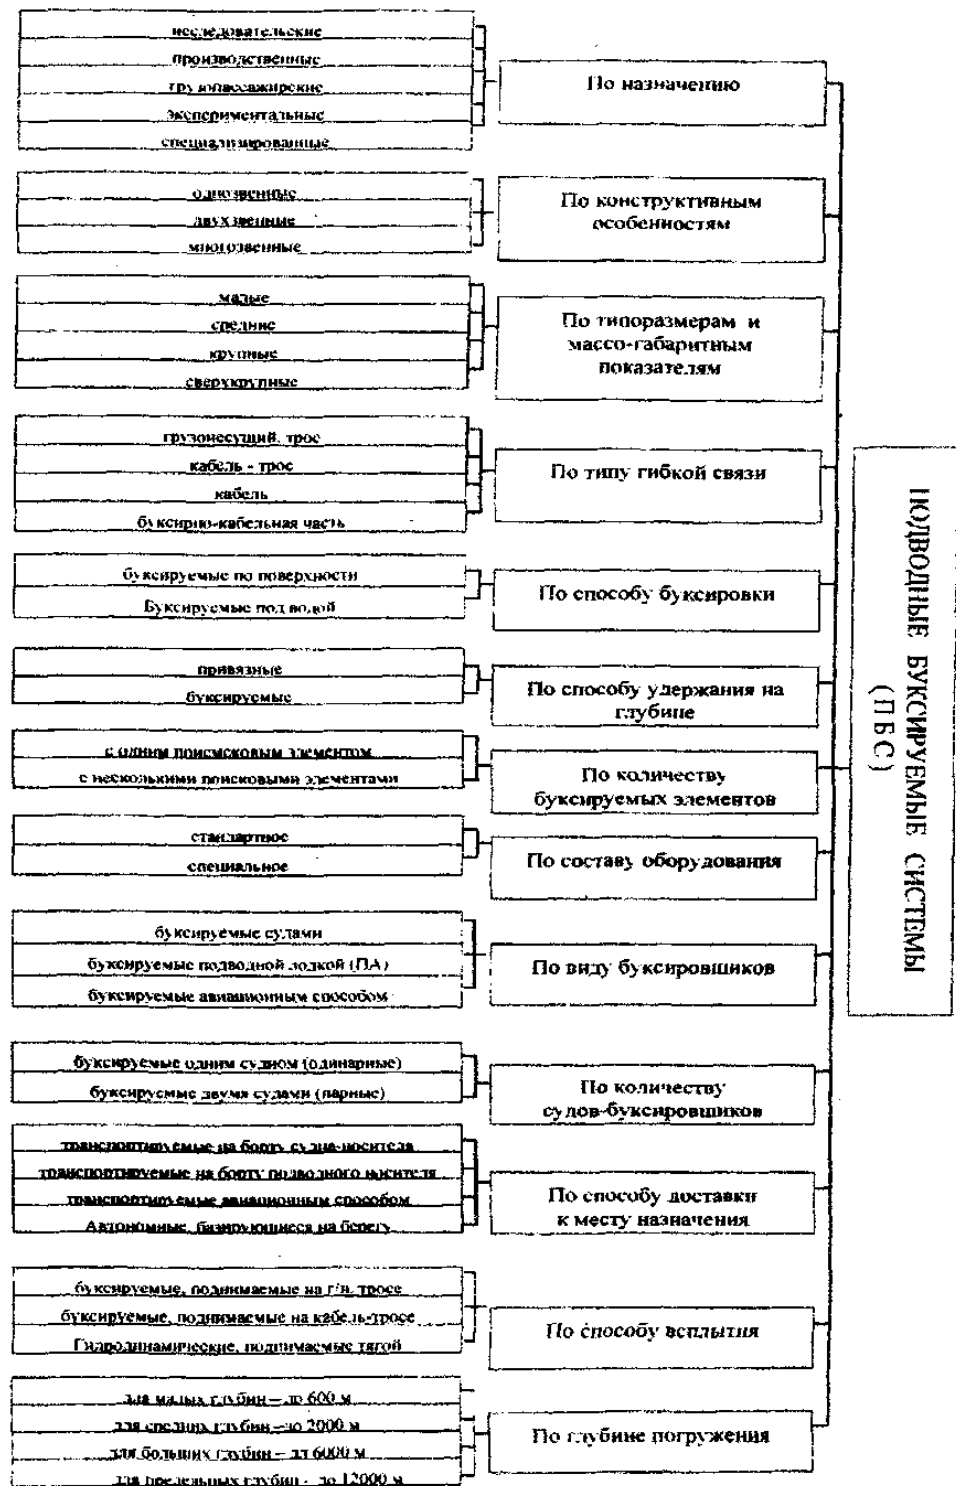 исследовательские
производственные
грузопассажирские
экспериментальные
специализированные
По назначению
однозвенные
двухзвенные
многозвенные
По конструктивным
особенностям
малые
средние
крупные
сверхкрупные
По типоразмерам и
массо-габаритным
показателям
грузонесущий, трос
кабель - трос
кабель
буксирно-кабельная часть
По типу гибкой связи
буксируемые по поверхности
Буксируемые под водой
По способу буксировки
привязные
буксируемые
По способу удержания на
глубине
с одним поисмсковым элементом
с несколькими поисковыми элементами
По количеству
буксируемых элементов
стандартное
специальное
По составу оборудования
буксируемые судами
буксируемые подводной лодкой (ПА)
буксируемые авиационным способом
По виду буксировщиков
буксируемые одним судном (одинарные)
буксируемые двумя судами (парные)
По количеству
судов-буксировщиков
транспортируемые на борту судна-носителя
транспортируемые на борту подводного носителя
транспортируемые авиационным способом
Автономные, базирующиеся на берегу
По способу доставки
к месту назначения
буксируемые, поднимаемые на г/н. тросе
буксируемые, поднимаемые на кабель-тросе
Гидродинамические, поднимаемые тягой
По способу всплытия
для малых глубин – до 600 м
для средних глубин –до 2000 м
для больших глубин – дл 6000 м
для предельных глубин - до 12000 м
По глубине погружения
ПОДВОДНЫЕ БУКСИРУЕМЫЕ СИСТЕМЫ
(ПБС)